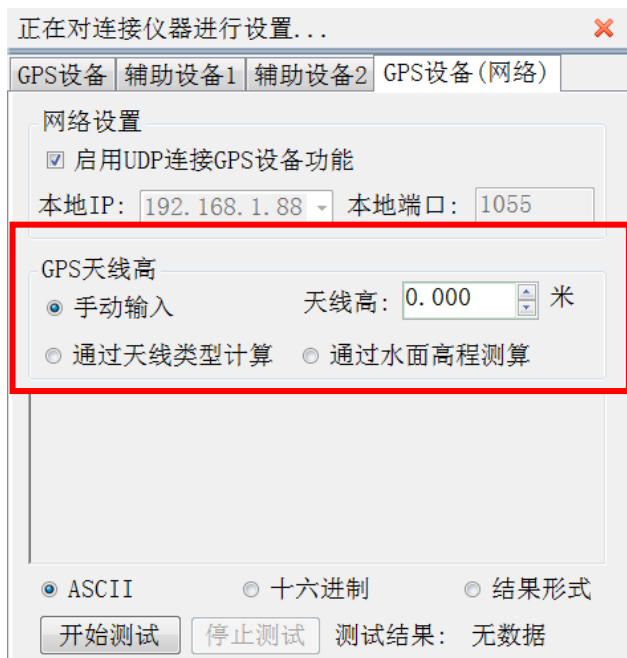 正在对连接仪器进行设置...
GPS设备 辅助设备1 辅助设备2 GPS设备(网络)
网络设置
启用UDP连接GPS设备功能
本地IP: 192.168.1.88 本地端口: 1055
GPS天线高
手动输入 天线高: 0.000 米
通过天线类型计算 通过水面高程测算
ASCII 十六进制 结果形式
开始测试 停止测试 测试结果: 无数据